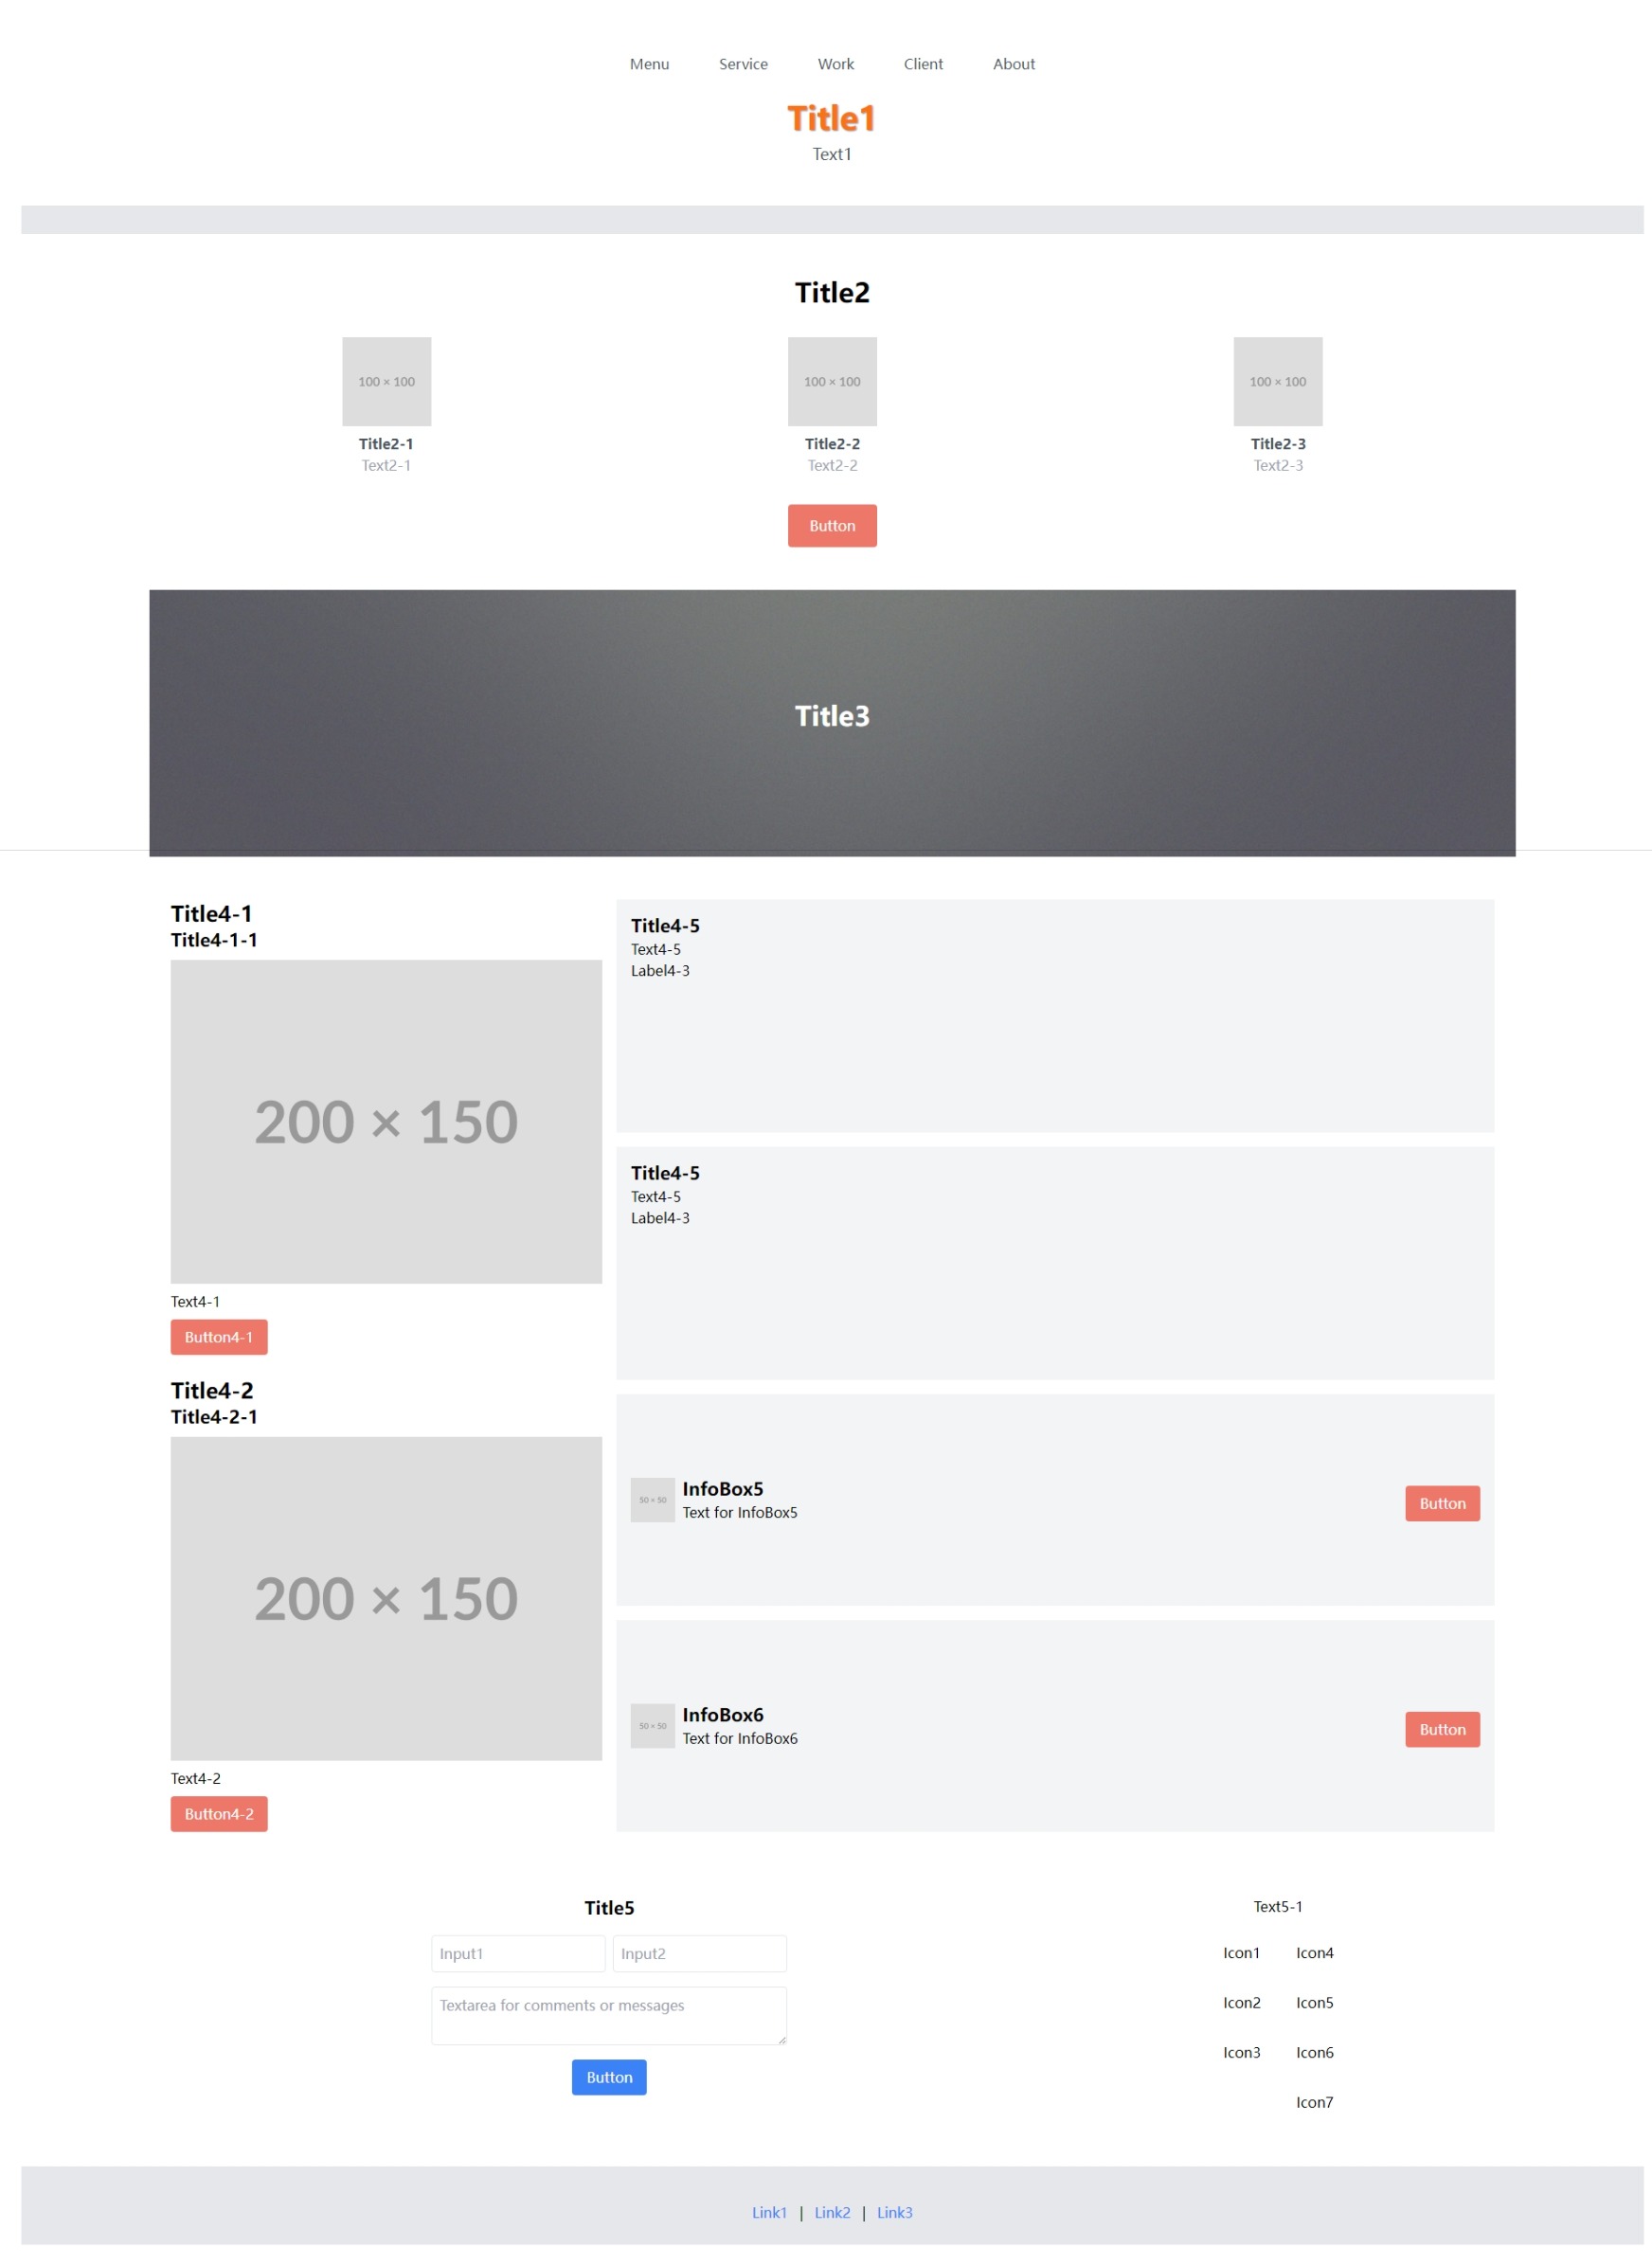 Menu Service Work Client About
Title1
Text1
Title2
100 × 100 100 × 100 100 × 100
Title2-1 Title2-2 Title2-3
Text2-1 Text2-2 Text2-3
Button
Title3
Title4-1
Title4-1-1
200 × 150
Text4-1
Button4-1
Title4-2
Title4-2-1
200 × 150
Text4-2
Button4-2
Title4-5
Text4-5
Label4-3
Title4-5
Text4-5
Label4-3
50 × 50
InfoBox5
Text for InfoBox5
Button
50 × 50
InfoBox6
Text for InfoBox6
Button
Title5
Input1 Input2
Textarea for comments or messages
Button
Text5-1
Icon1 Icon4
Icon2 Icon5
Icon3 Icon6
Icon7
Link1 | Link2 | Link3